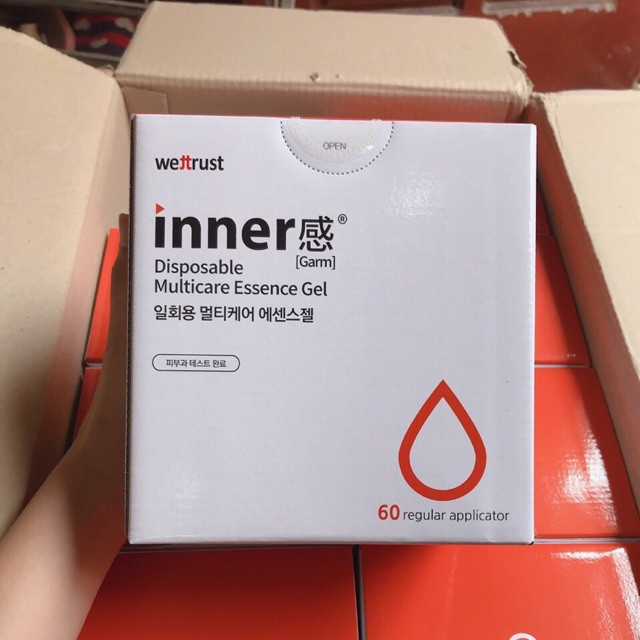 OPEN
wettrust
inner感®
[Garm]
Disposable
Multicare Essence Gel
일회용 멀티케어 에센스젤
피부과 테스트 완료
60 regular applicator